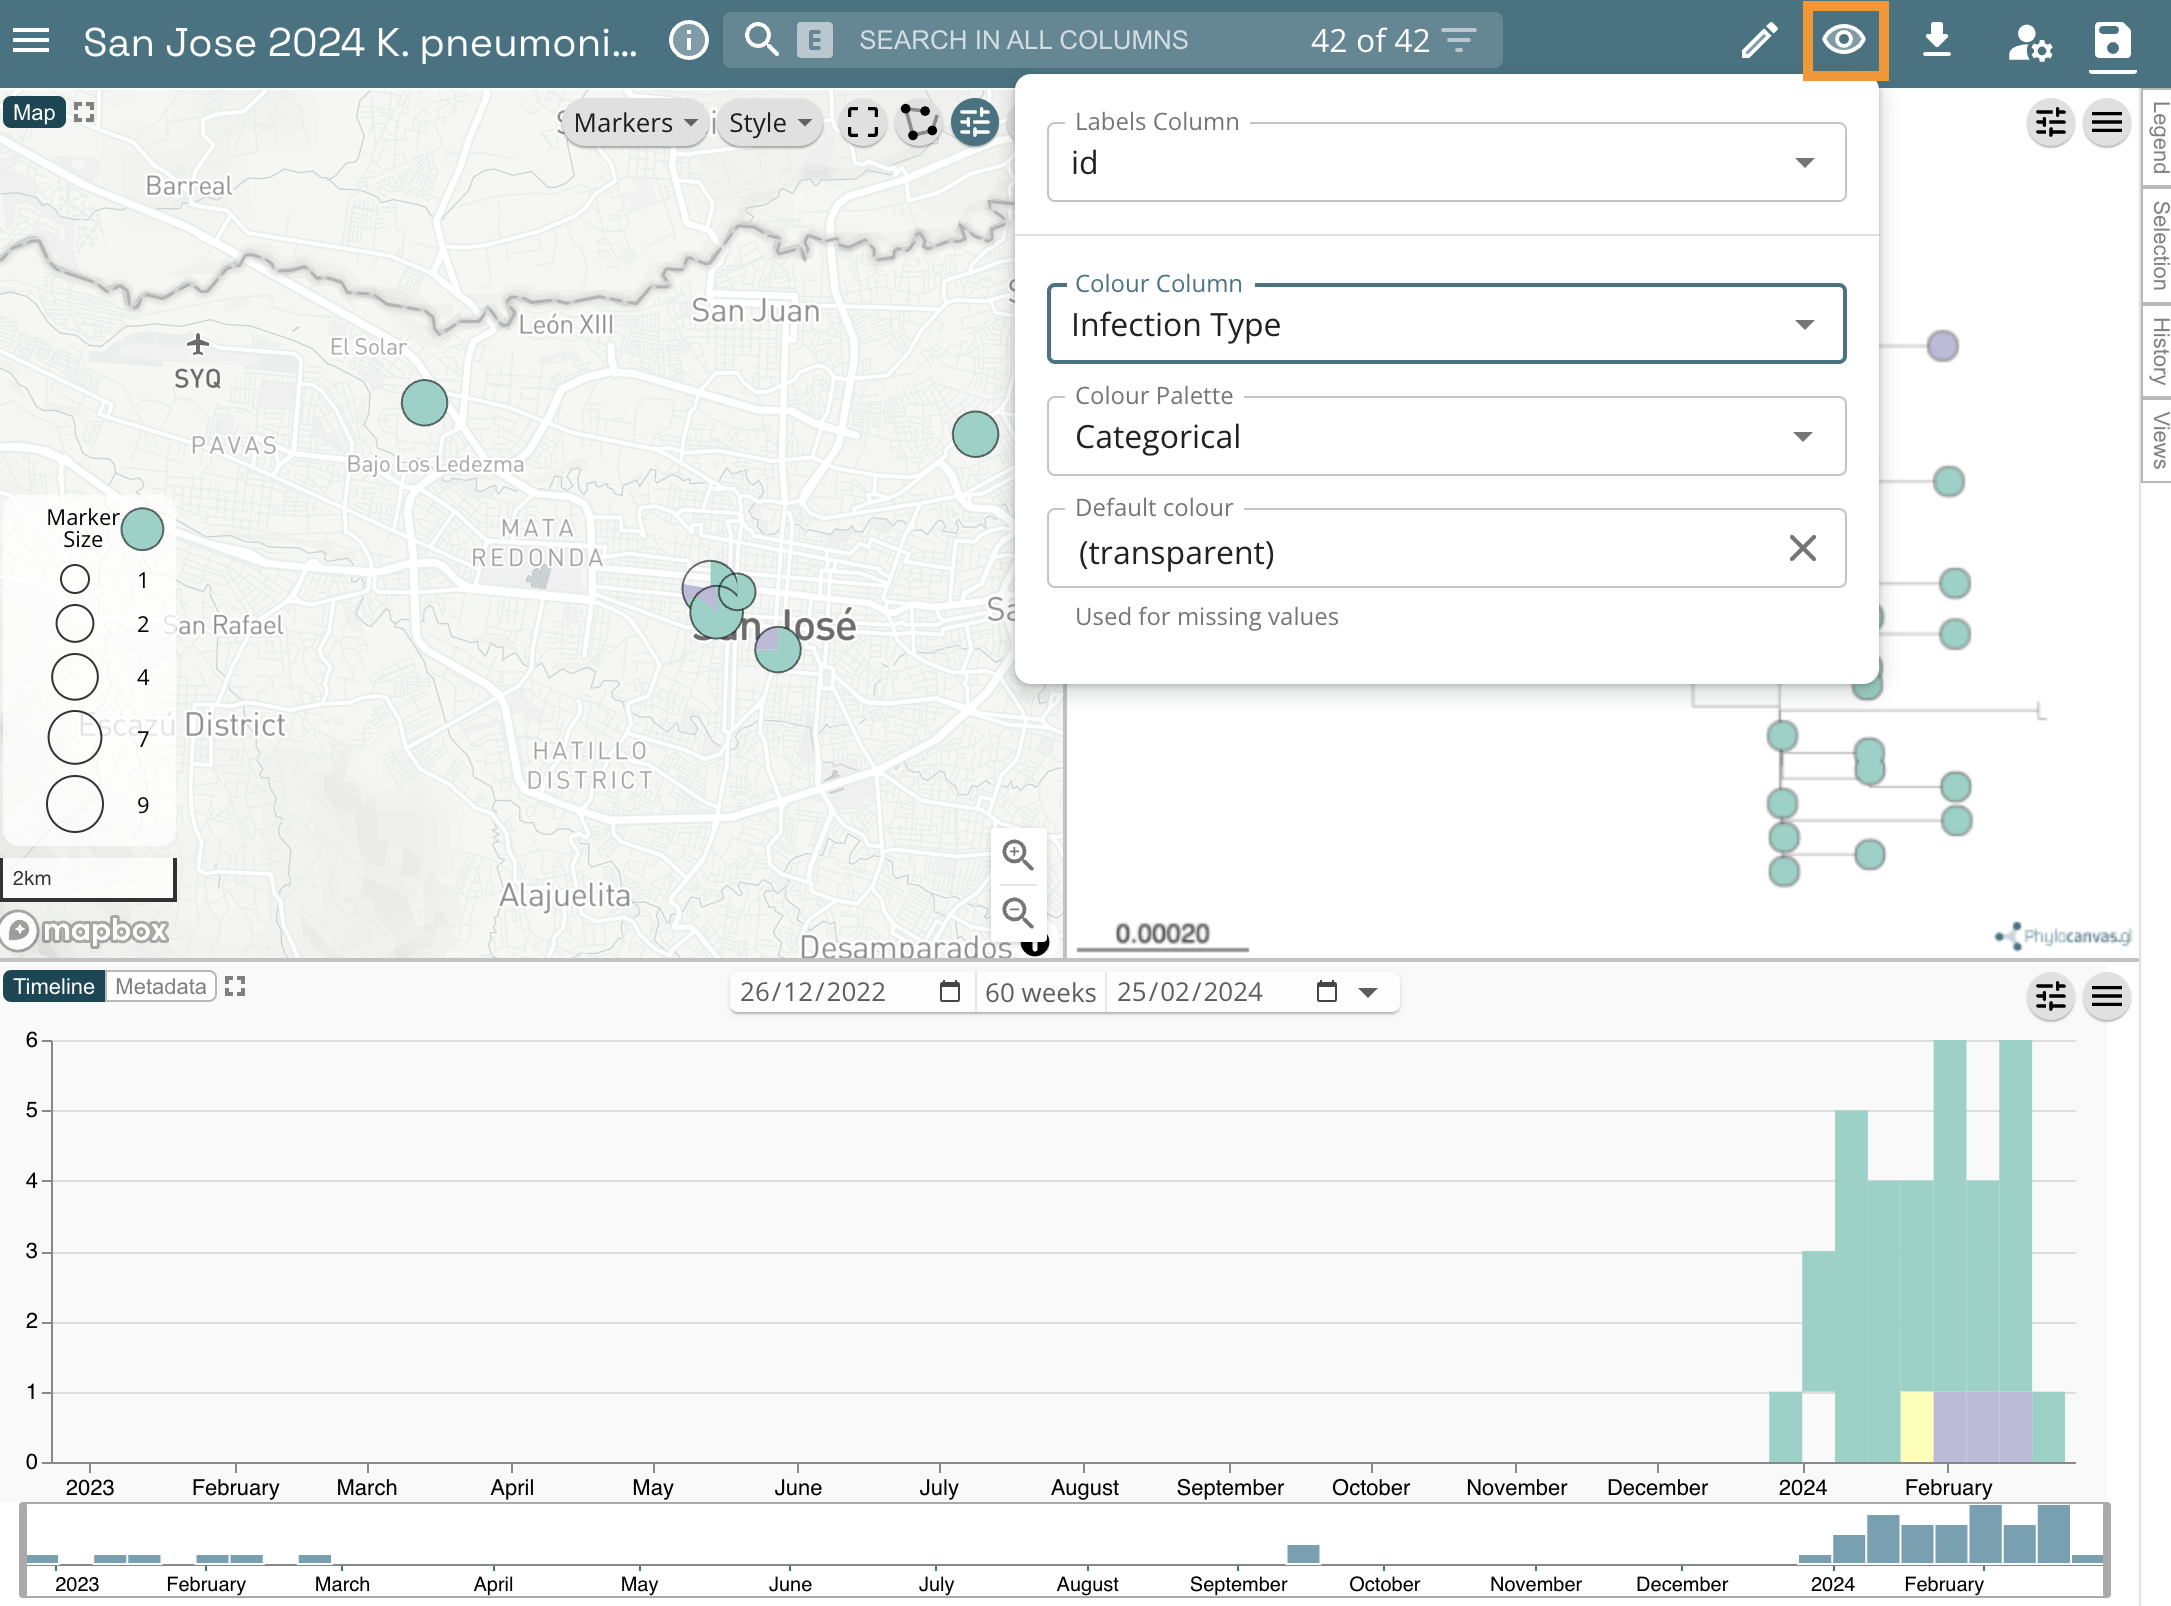 San Jose 2024 K. pneumoni...
E
SEARCH IN ALL COLUMNS
42 of 42
Map
Markers
Style
Labels Column
id
Colour Column
Infection Type
Colour Palette
Categorical
Default colour
(transparent)
Used for missing values
Legend
Selection
History
Views
Barreal
San Juan
León XIII
El Solar
SYQ
PAVAS
Bajo Los Ledezma
MATA
REDONDA
San José
San Rafael
Escazú District
HATILLO
DISTRICT
Alajuelita
Desamparados
Marker
Size
1
2
4
7
9
2km
mapbox
0.00020
Phylocanvas.gl
Timeline
Metadata
26/12/2022
60 weeks
25/02/2024
6
5
4
3
2
1
0
2023 February March April May June July August September October November December 2024 February
2023 February March April May June July August September October November December 2024 February